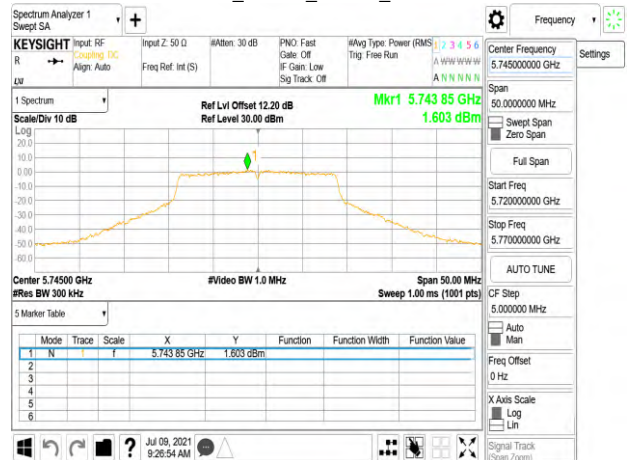 Spectrum Analyzer 1
Swept SA
+
Frequency
KEYSIGHT
Input: RF
Coupling: DC
Align: Auto
Input Z: 50 Ω
Freq Ref: Int (S)
#Atten: 30 dB
PNO: Fast
Gate: Off
IF Gain: Low
Sig Track: Off
#Avg Type: Power (RMS
Trig: Free Run
1 2 3 4 5 6
A W W W W W
A N N N N N
R
LXI
Center Frequency
5.745000000 GHz
Settings
Span
50.0000000 MHz
Swept Span
Zero Span
Full Span
Start Freq
5.720000000 GHz
Stop Freq
5.770000000 GHz
AUTO TUNE
CF Step
5.000000 MHz
Auto
Man
Freq Offset
0 Hz
X Axis Scale
Log
Lin
Signal Track
(Span Zoom)
1 Spectrum
Scale/Div 10 dB
Ref Lvl Offset 12.20 dB
Ref Level 30.00 dBm
Mkr1 5.743 85 GHz
1.603 dBm
Log
20.0
10.0
0.00
-10.0
-20.0
-30.0
-40.0
-50.0
-60.0
1
Center 5.74500 GHz
#Res BW 300 kHz
#Video BW 1.0 MHz
Span 50.00 MHz
Sweep 1.00 ms (1001 pts)
5 Marker Table
Mode Trace Scale X Y Function Function Width Function Value
1 N 1 f 5.743 85 GHz 1.603 dBm
2
3
4
5
6
?
Jul 09, 2021
9:26:54 AM